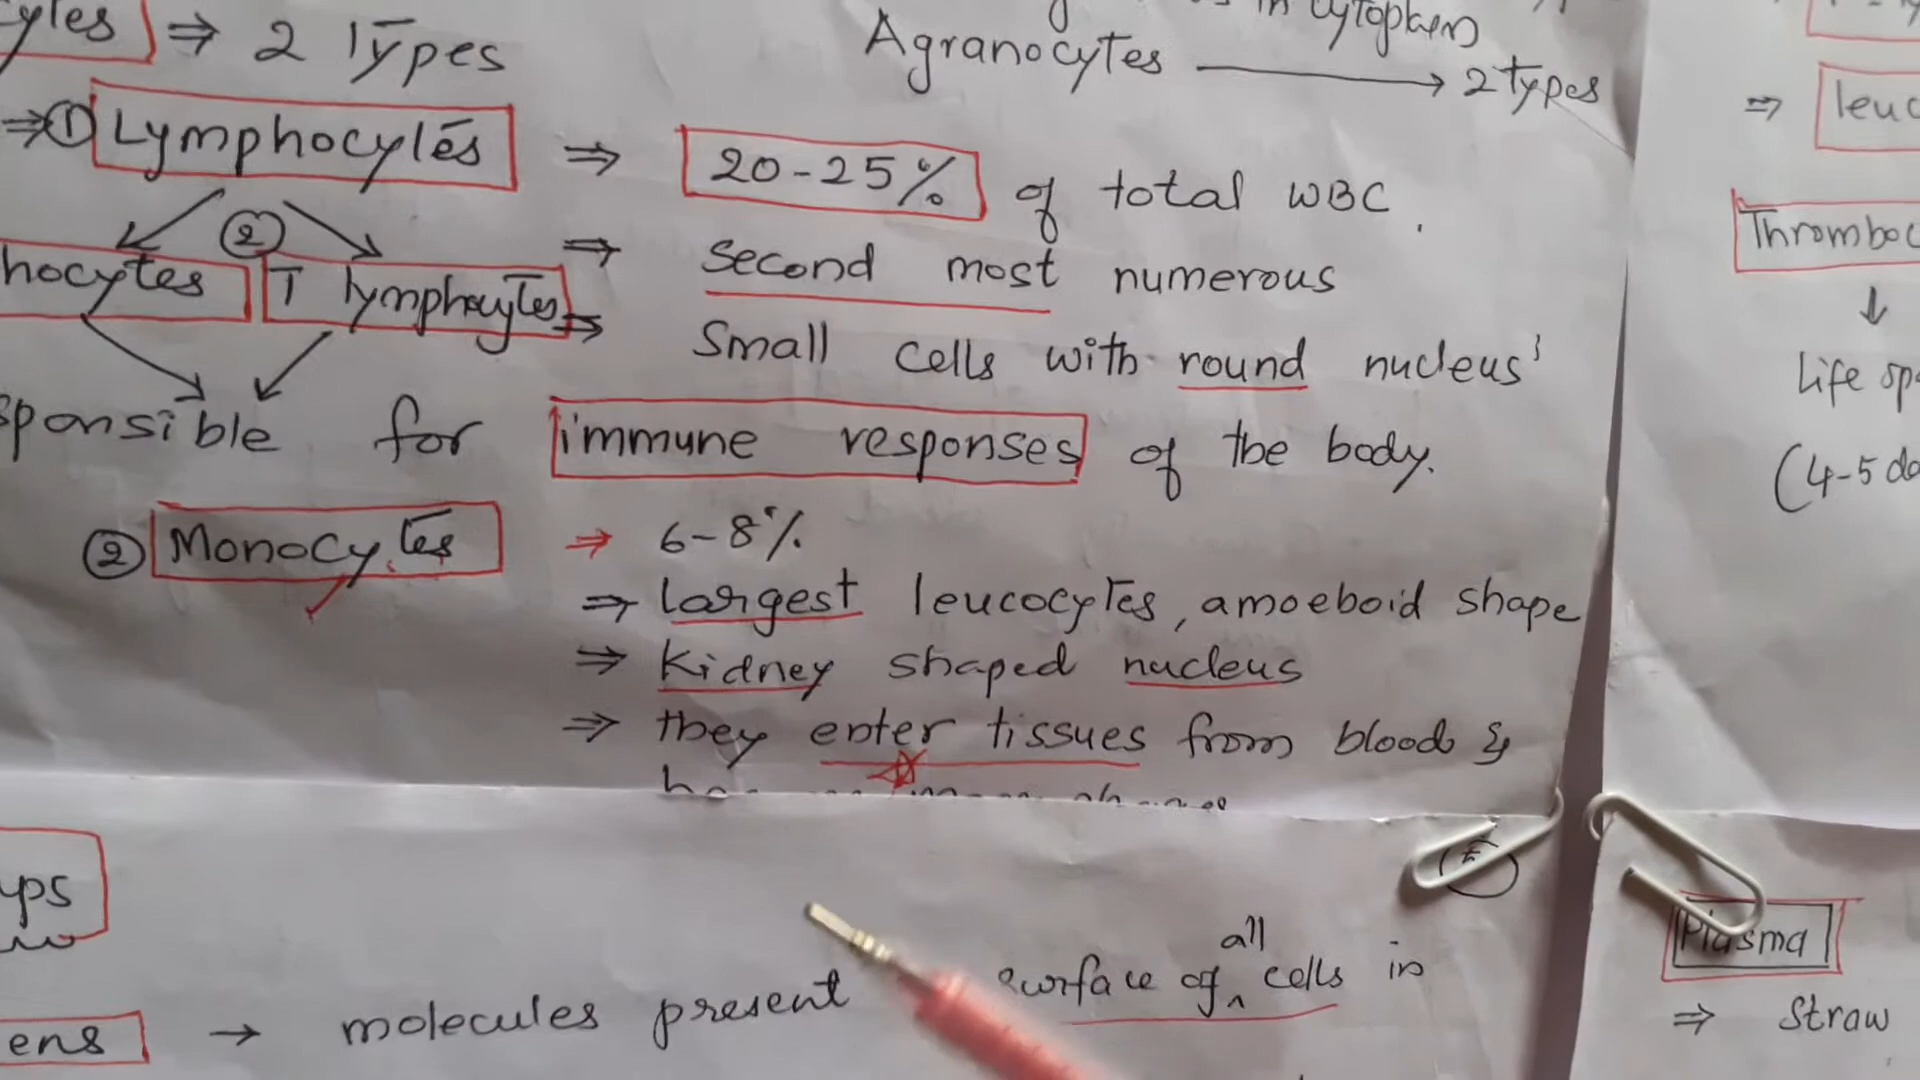 ⇒ 2 Types
in cytoplasm
Agranocytes → 2 types
⇒ ① Lymphocytes ⇒ 20-25% of total WBC.
②
⇒ Second most numerous
hocytes T lymphocytes
⇒ Small cells with round nucleus
sponsible for immune responses of the body.
② Monocytes → 6-8%
⇒ largest leucocytes, amoeboid shape
⇒ Kidney shaped nucleus
⇒ they enter tissues from blood &
all
ens → molecules present surface of ^ cells in
⇒ leuc
Thromboc
↓
Life sp
(4-5 da
Plasma
⇒ Straw